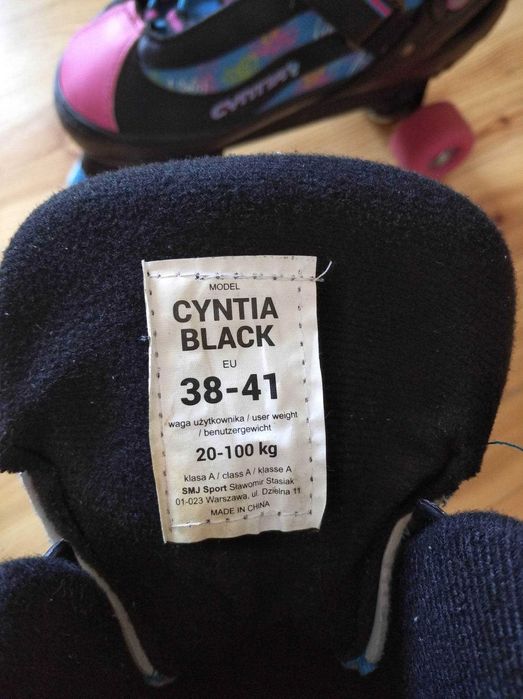 CYNTIA
MODEL
CYNTIA
BLACK
EU
38-41
waga użytkownika / user weight
/ benutzergewicht
20-100 kg
klasa A / class A / klasse A
SMJ Sport Sławomir Stasiak
01-023 Warszawa, ul. Dzielna 11
MADE IN CHINA